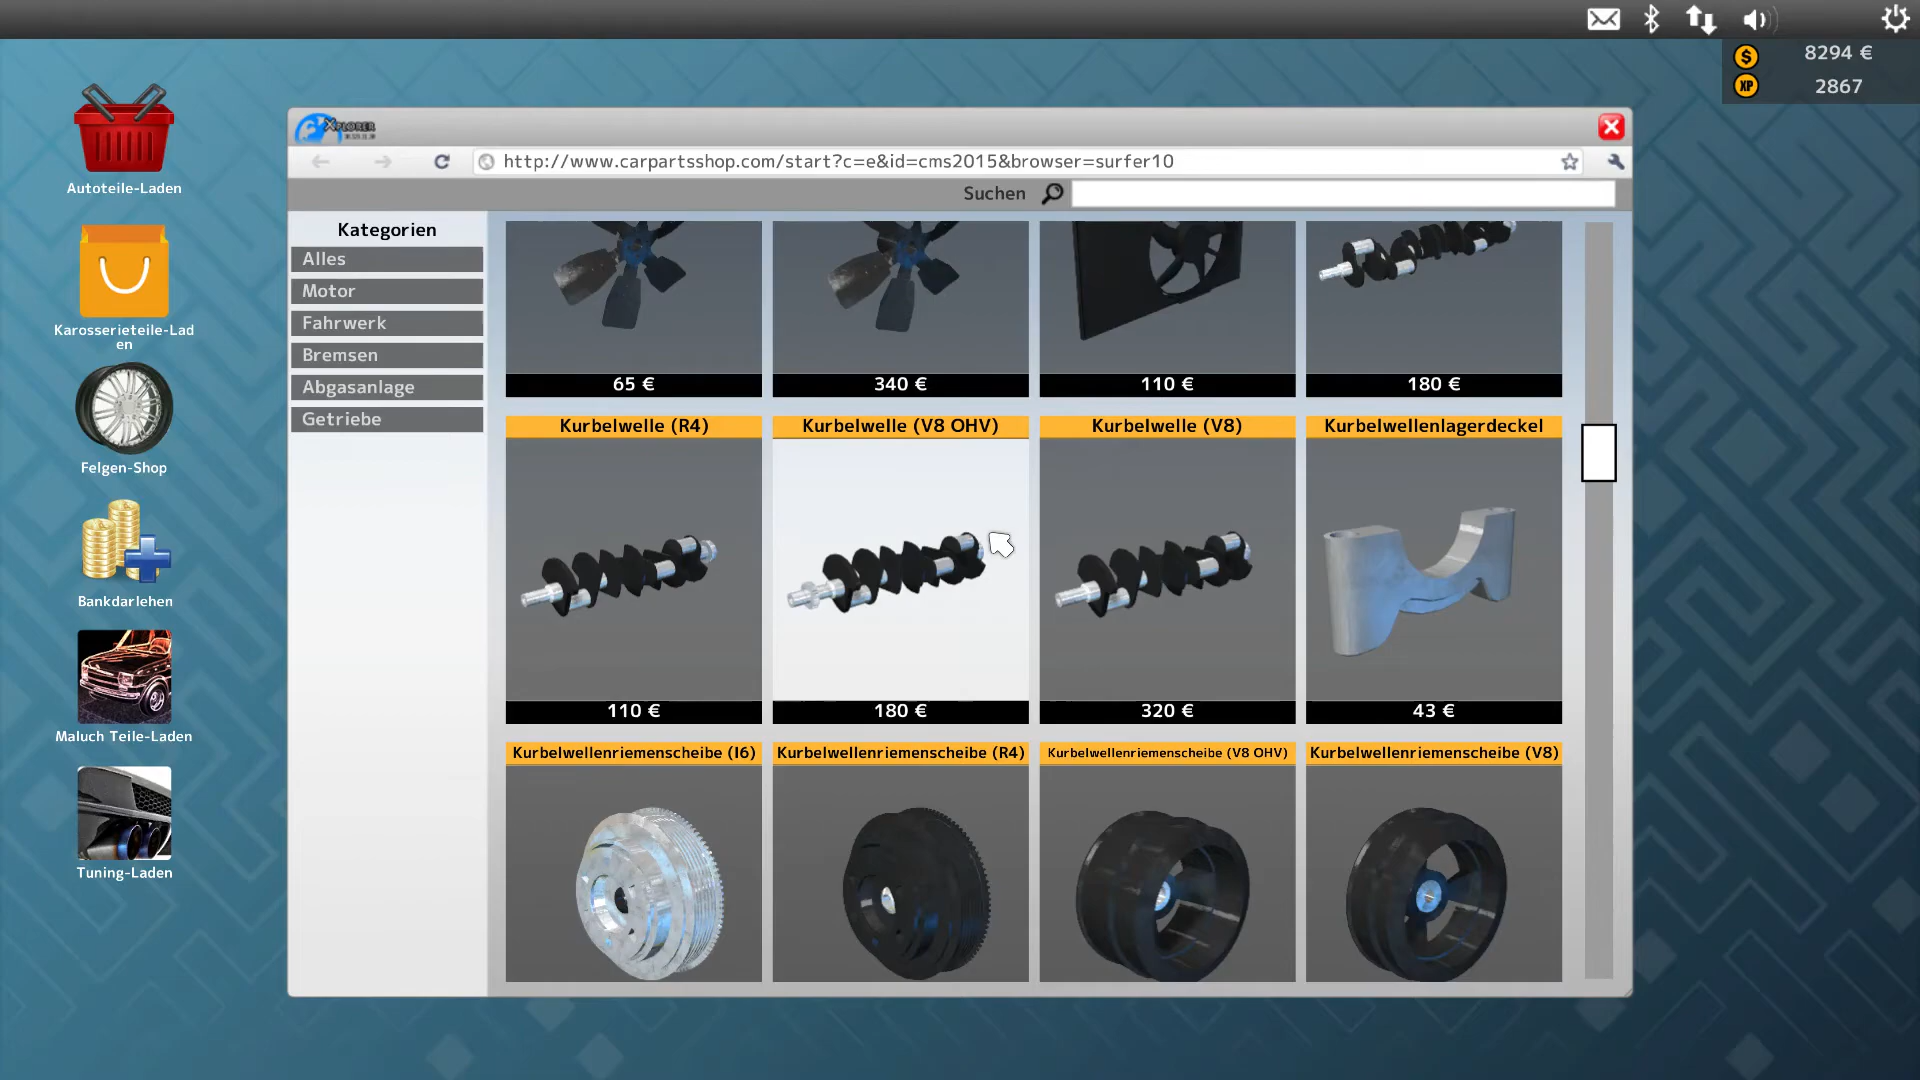 8294 €
XP 2867
Autoteile-Laden
Karosserieteile-Lad
en
Felgen-Shop
Bankdarlehen
Maluch Teile-Laden
Tuning-Laden
XPLORER
http://www.carpartsshop.com/start?c=e&id=cms2015&browser=surfer10
Suchen
Kategorien
Alles
Motor
Fahrwerk
Bremsen
Abgasanlage
Getriebe
65 € 340 € 110 € 180 €
Kurbelwelle (R4) Kurbelwelle (V8 OHV) Kurbelwelle (V8) Kurbelwellenlagerdeckel
110 € 180 € 320 € 43 €
Kurbelwellenriemenscheibe (I6) Kurbelwellenriemenscheibe (R4) Kurbelwellenriemenscheibe (V8 OHV) Kurbelwellenriemenscheibe (V8)